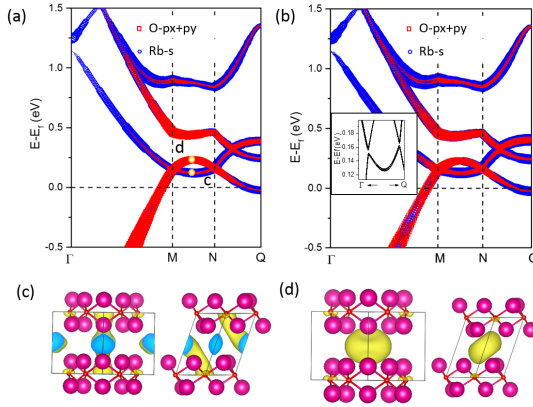 (a)
(b)
E-Ef (eV)
1.5
1.0
0.5
0.0
-0.5
O-px+py
Rb-s
d
c
Γ
M
N
Q
E-Ef (eV)
1.5
1.0
0.5
0.0
-0.5
O-px+py
Rb-s
E-Ef(eV)
0.18
0.16
0.14
0.12
Γ
Q
Γ
M
N
Q
(c)
(d)